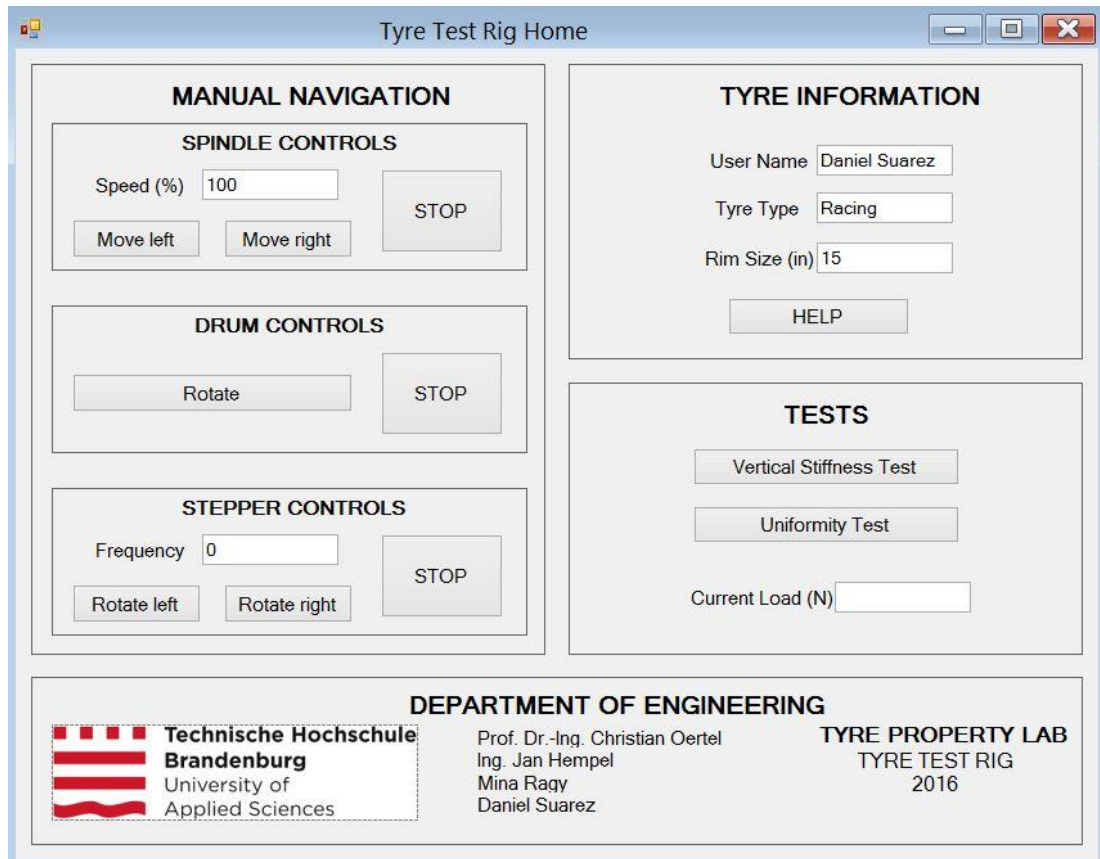 Tyre Test Rig Home
MANUAL NAVIGATION
SPINDLE CONTROLS
Speed (%) 100
STOP
Move left Move right
DRUM CONTROLS
Rotate
STOP
STEPPER CONTROLS
Frequency 0
STOP
Rotate left Rotate right
TYRE INFORMATION
User Name Daniel Suarez
Tyre Type Racing
Rim Size (in) 15
HELP
TESTS
Vertical Stiffness Test
Uniformity Test
Current Load (N)
DEPARTMENT OF ENGINEERING
Technische Hochschule
Brandenburg
University of
Applied Sciences
Prof. Dr.-Ing. Christian Oertel
Ing. Jan Hempel
Mina Ragy
Daniel Suarez
TYRE PROPERTY LAB
TYRE TEST RIG
2016